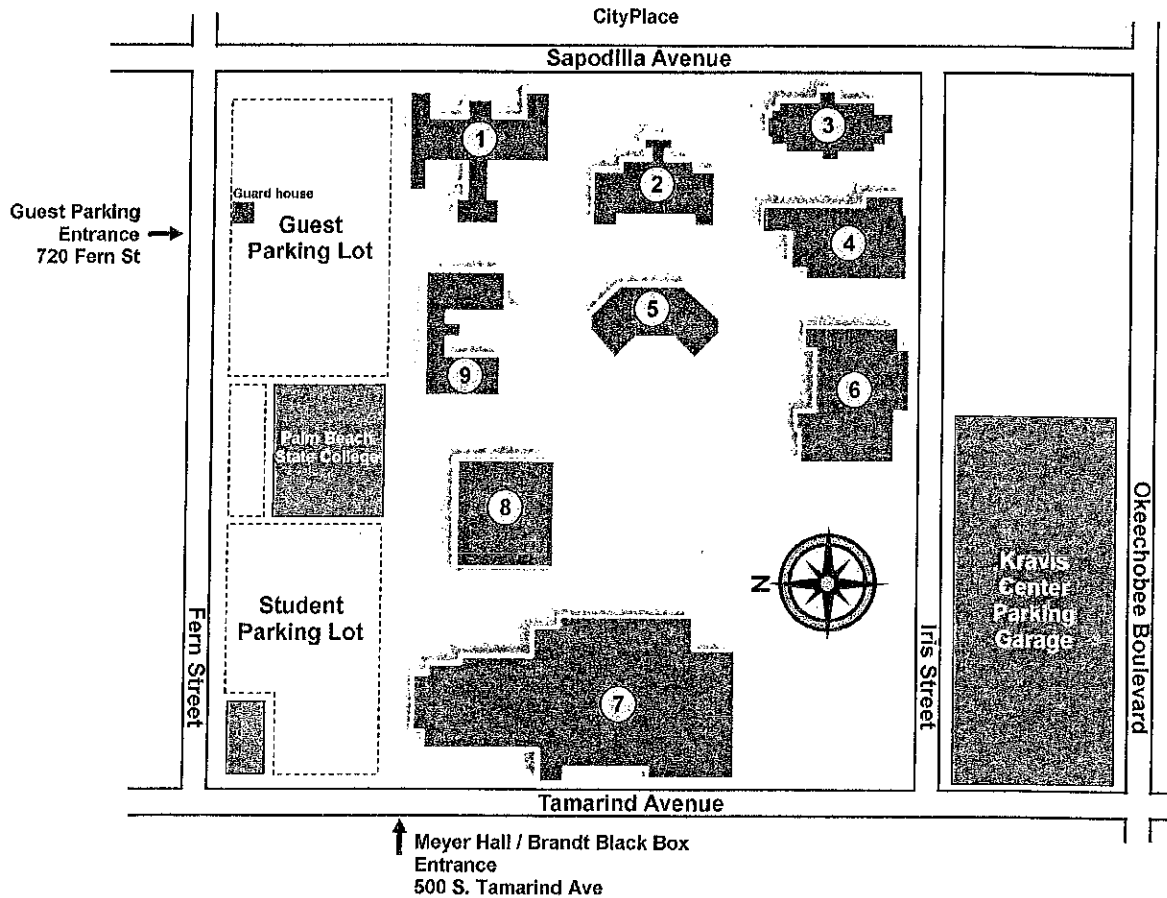 CityPlace
Sapodilla Avenue
1
2
3
Guard house
Guest Parking
Entrance
720 Fern St
Guest
Parking Lot
4
5
9
6
Palm Beach
State College
8
N
Kravis
Center
Parking
Garage
Student
Parking Lot
Fern Street
7
Iris Street
Okeechobee Boulevard
Tamarind Avenue
Meyer Hall / Brandt Black Box
Entrance
500 S. Tamarind Ave